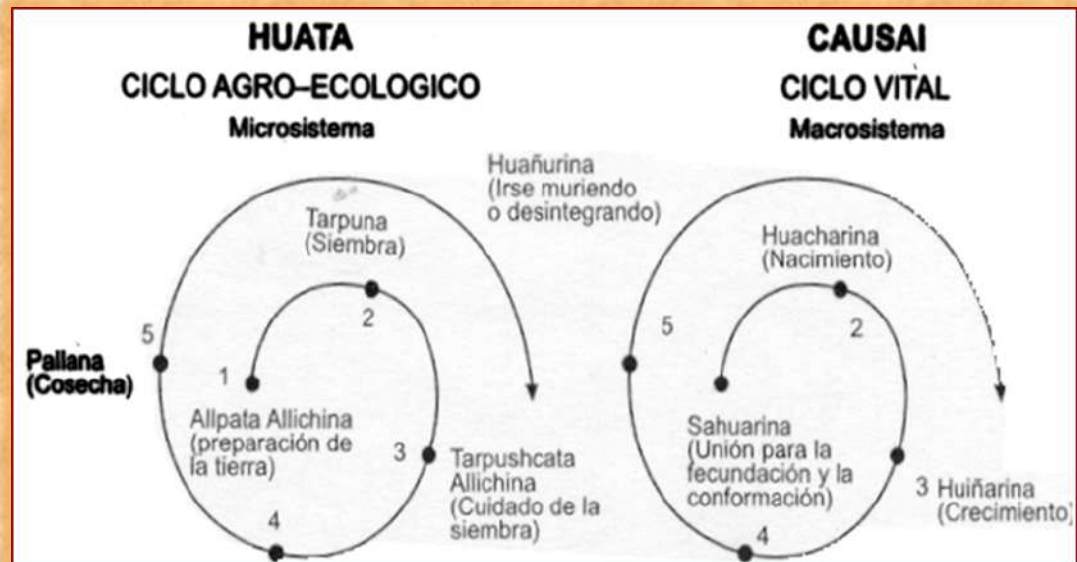 HUATA
CICLO AGRO–ECOLOGICO
Microsistema
Tarpuna
(Siembra)
2
5
Pallana
(Cosecha)
1
Allpata Allichina
(preparación de
la tierra)
3
Tarpushcata
Allichina
(Cuidado de la
siembra)
4
CAUSAI
CICLO VITAL
Macrosistema
Huañurina
(Irse muriendo
o desintegrando)
Huacharina
(Nacimiento)
5
2
Sahuarina
(Unión para la
fecundación y la
conformación)
3 Huiñarina
(Crecimiento)
4